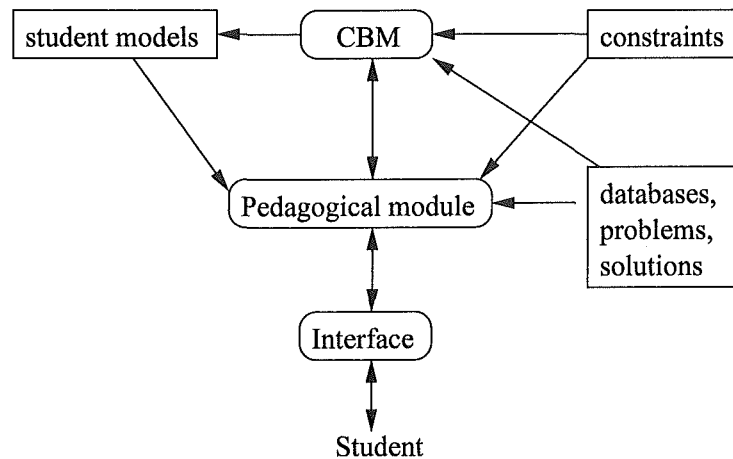 student models
CBM
constraints
Pedagogical module
databases,
problems,
solutions
Interface
Student